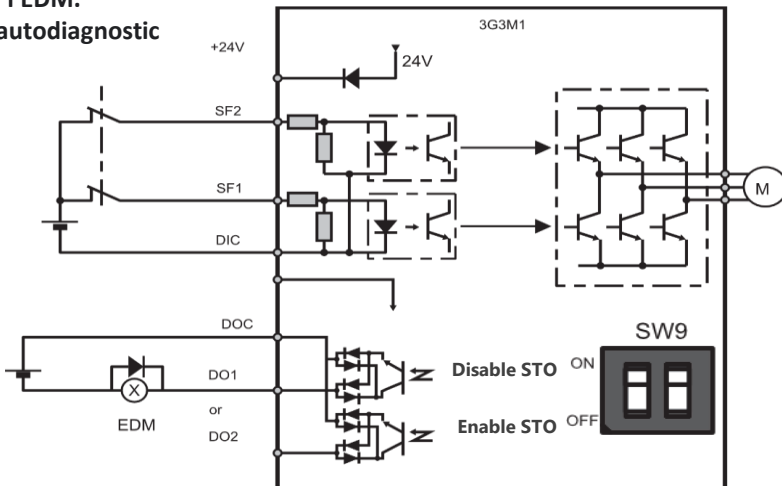 EDM:
autodiagnostic
3G3M1
+24V
24V
SF2
SF1
M
DIC
DOC
SW9
Disable STO
ON
DO1
X
or
EDM
Enable STO
OFF
DO2